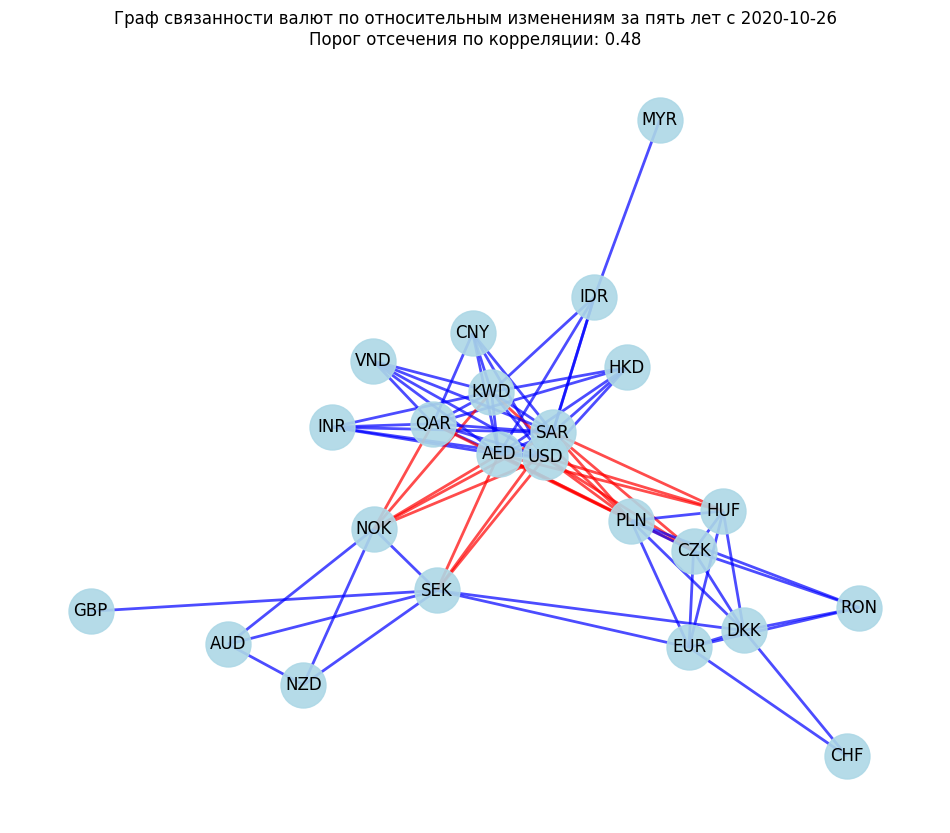 Граф связанности валют по относительным изменениям за пять лет с 2020-10-26
Порог отсечения по корреляции: 0.48
MYR
IDR
CNY
VND
HKD
KWD
INR
QAR
SAR
AED
USD
HUF
PLN
NOK
CZK
SEK
GBP
RON
DKK
AUD
EUR
NZD
CHF